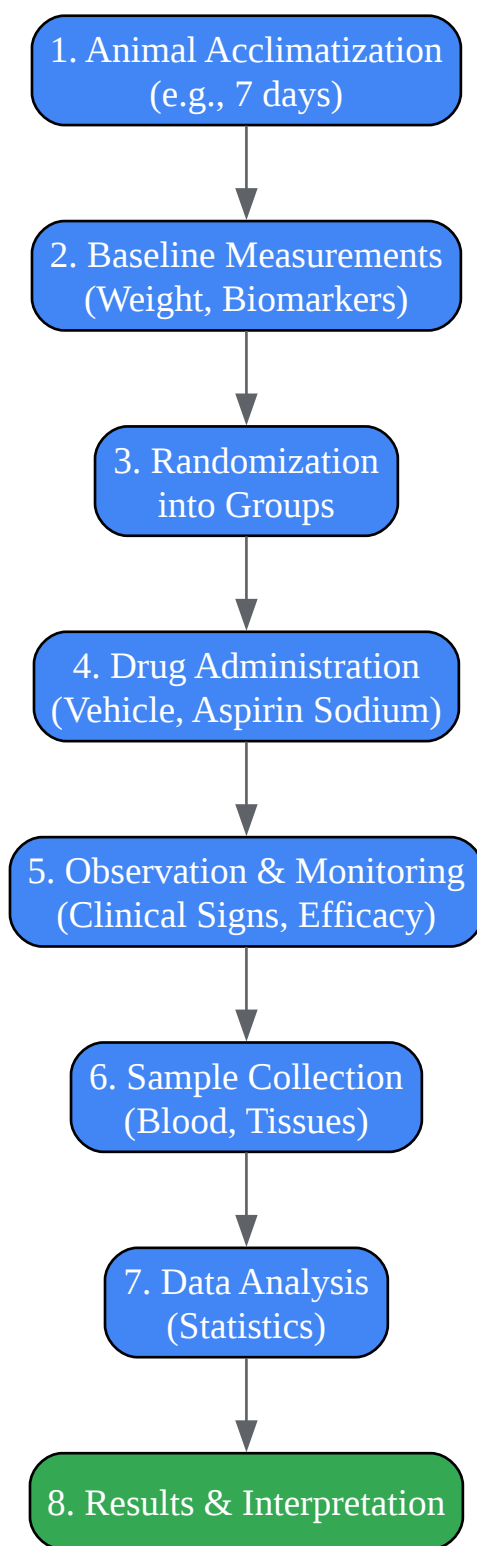 1. Animal Acclimatization
(e.g., 7 days)
2. Baseline Measurements
(Weight, Biomarkers)
3. Randomization
into Groups
4. Drug Administration
(Vehicle, Aspirin Sodium)
5. Observation & Monitoring
(Clinical Signs, Efficacy)
6. Sample Collection
(Blood, Tissues)
7. Data Analysis
(Statistics)
8. Results & Interpretation